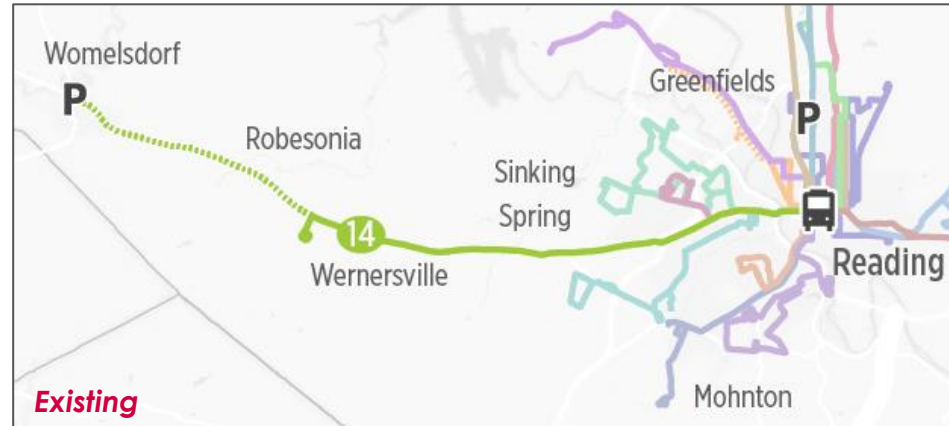 Womelsdorf
P
Robesonia
14
Wernersville
Sinking
Spring
Greenfields
P
Reading
Mohnton
Existing